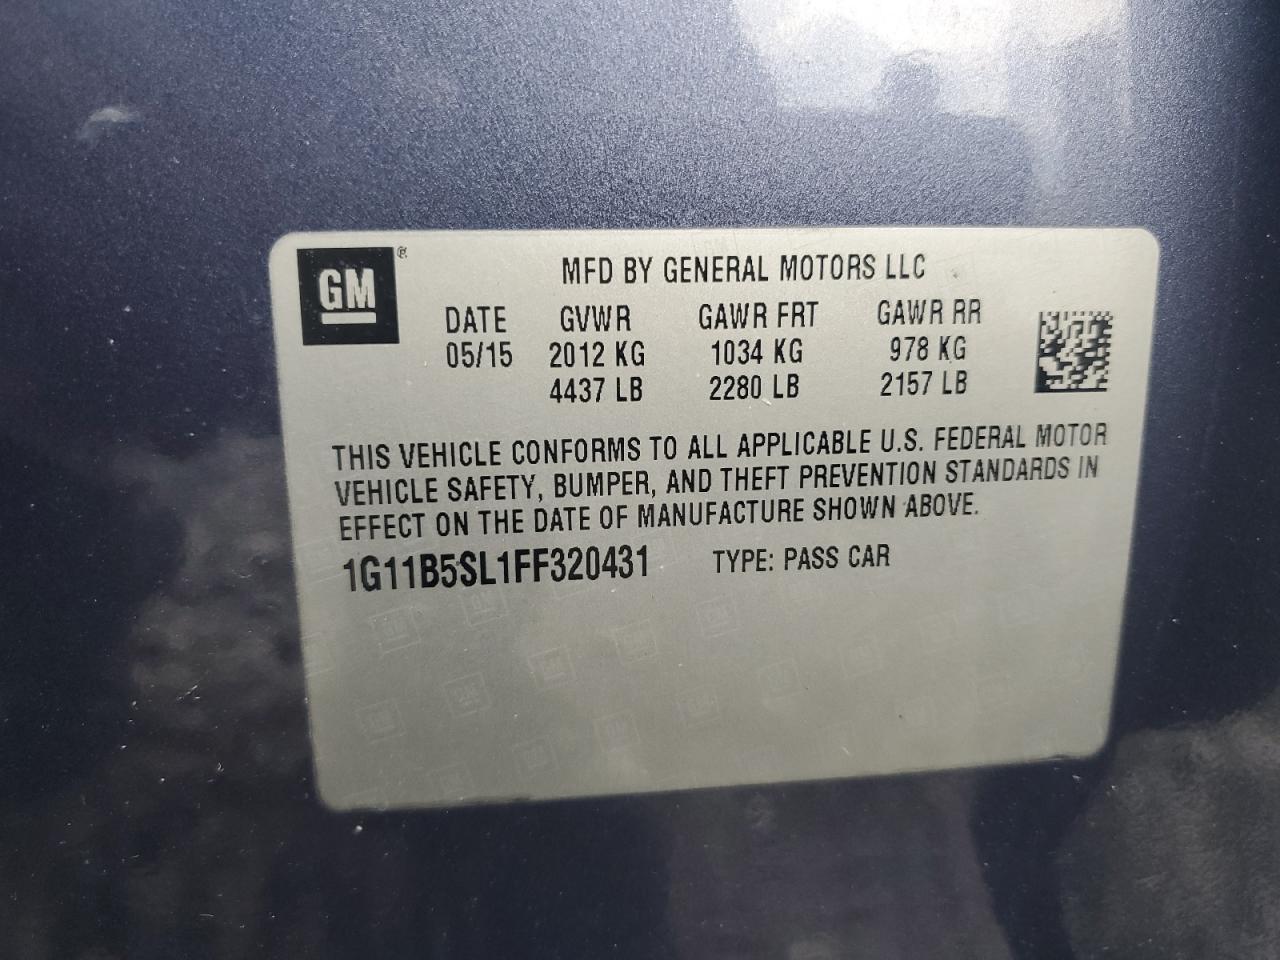 GM ®
MFD BY GENERAL MOTORS LLC
DATE GVWR GAWR FRT GAWR RR
05/15 2012 KG 1034 KG 978 KG
4437 LB 2280 LB 2157 LB
THIS VEHICLE CONFORMS TO ALL APPLICABLE U.S. FEDERAL MOTOR
VEHICLE SAFETY, BUMPER, AND THEFT PREVENTION STANDARDS IN
EFFECT ON THE DATE OF MANUFACTURE SHOWN ABOVE.
1G11B5SL1FF320431 TYPE: PASS CAR